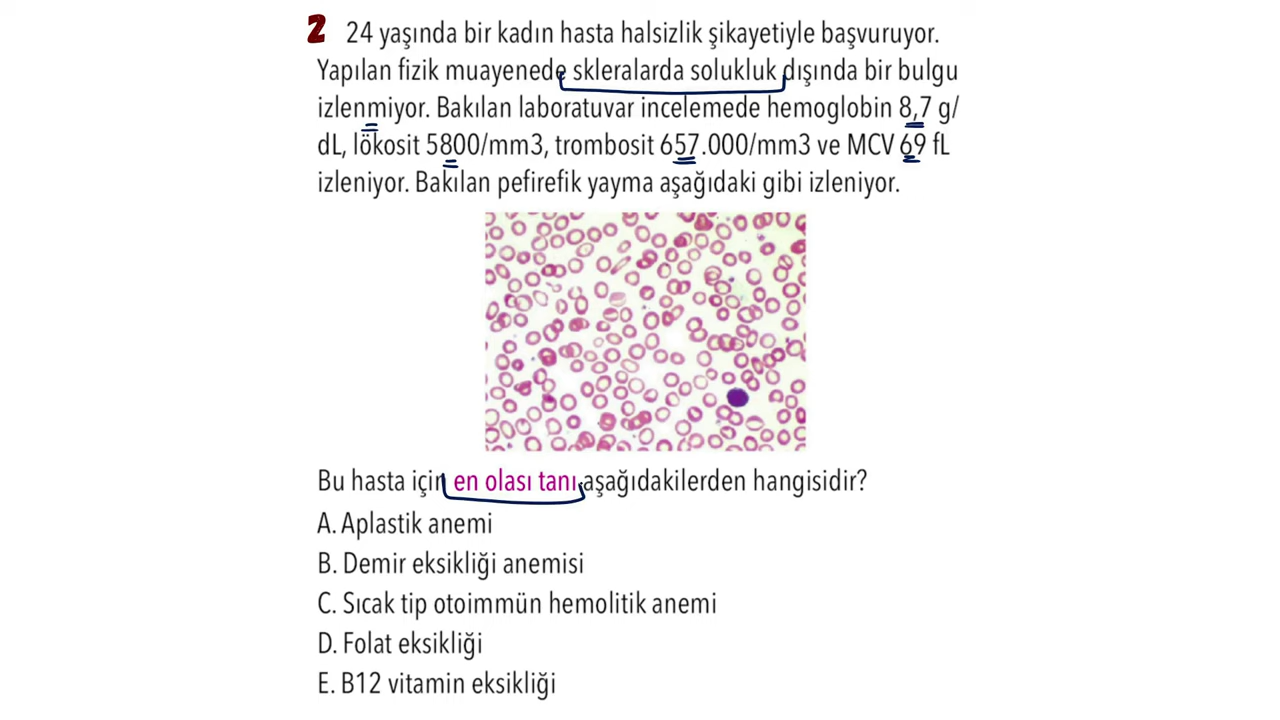 2 24 yaşında bir kadın hasta halsizlik şikayetiyle başvuruyor.
Yapılan fizik muayenede skleralarda solukluk dışında bir bulgu
izlenmiyor. Bakılan laboratuvar incelemede hemoglobin 8,7 g/
dL, lökosit 5800/mm3, trombosit 657.000/mm3 ve MCV 69 fL
izleniyor. Bakılan pefirefik yayma aşağıdaki gibi izleniyor.
Bu hasta için en olası tanı aşağıdakilerden hangisidir?
A. Aplastik anemi
B. Demir eksikliği anemisi
C. Sıcak tip otoimmün hemolitik anemi
D. Folat eksikliği
E. B12 vitamin eksikliği